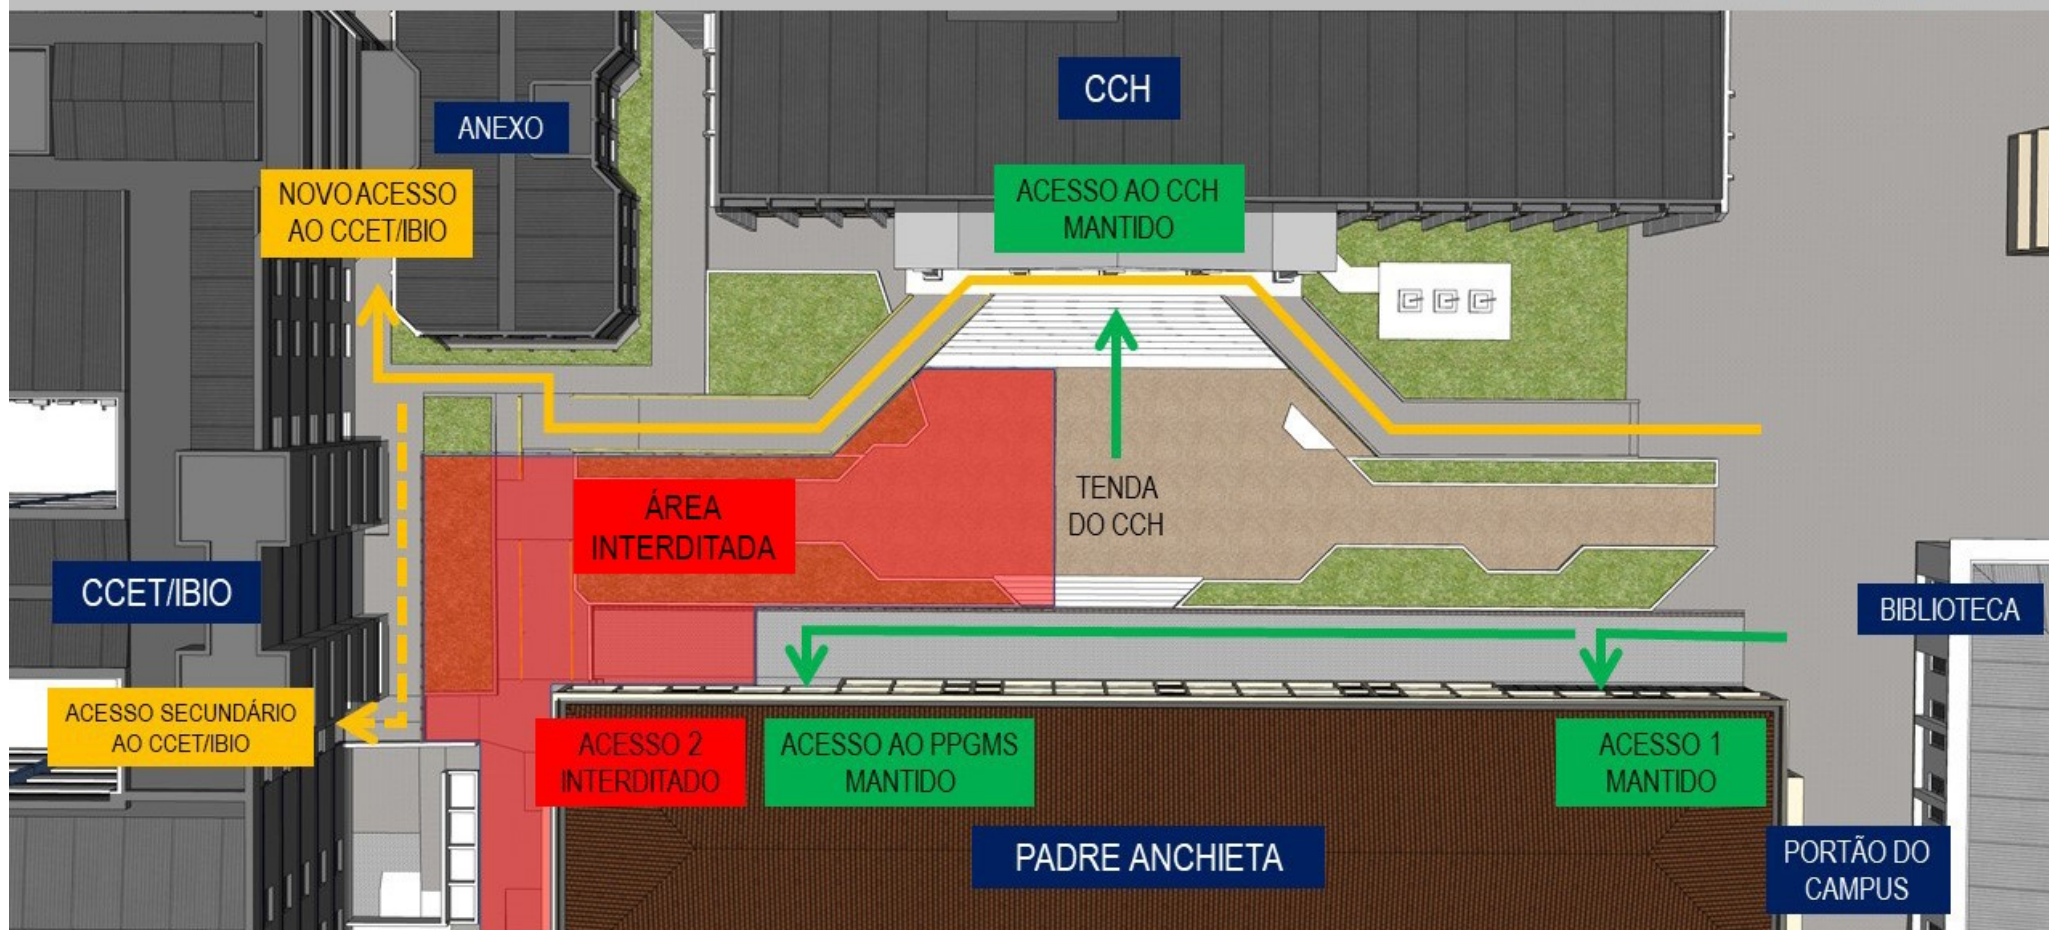 CCH
ANEXO
NOVO ACESSO
AO CCET/IBIO
ACESSO AO CCH
MANTIDO
TENDA
DO CCH
ÁREA
INTERDITADA
CCET/IBIO
BIBLIOTECA
ACESSO SECUNDÁRIO
AO CCET/IBIO
ACESSO 2
INTERDITADO
ACESSO AO PPGMS
MANTIDO
ACESSO 1
MANTIDO
PADRE ANCHIETA
PORTÃO DO
CAMPUS